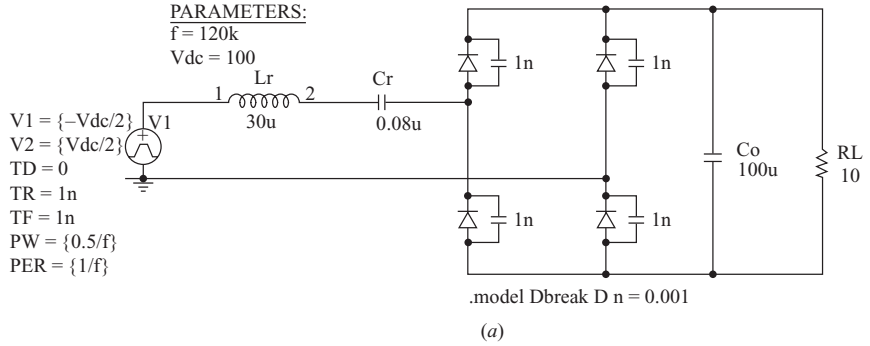 PARAMETERS:
f = 120k
Vdc = 100
Lr
1
2
30u
Cr
0.08u
V1 = {–Vdc/2}
V1
+
V2 = {Vdc/2}
–
TD = 0
TR = 1n
TF = 1n
PW = {0.5/f}
PER = {1/f}
1n
1n
1n
1n
Co
100u
RL
10
.model Dbreak D n = 0.001
(a)